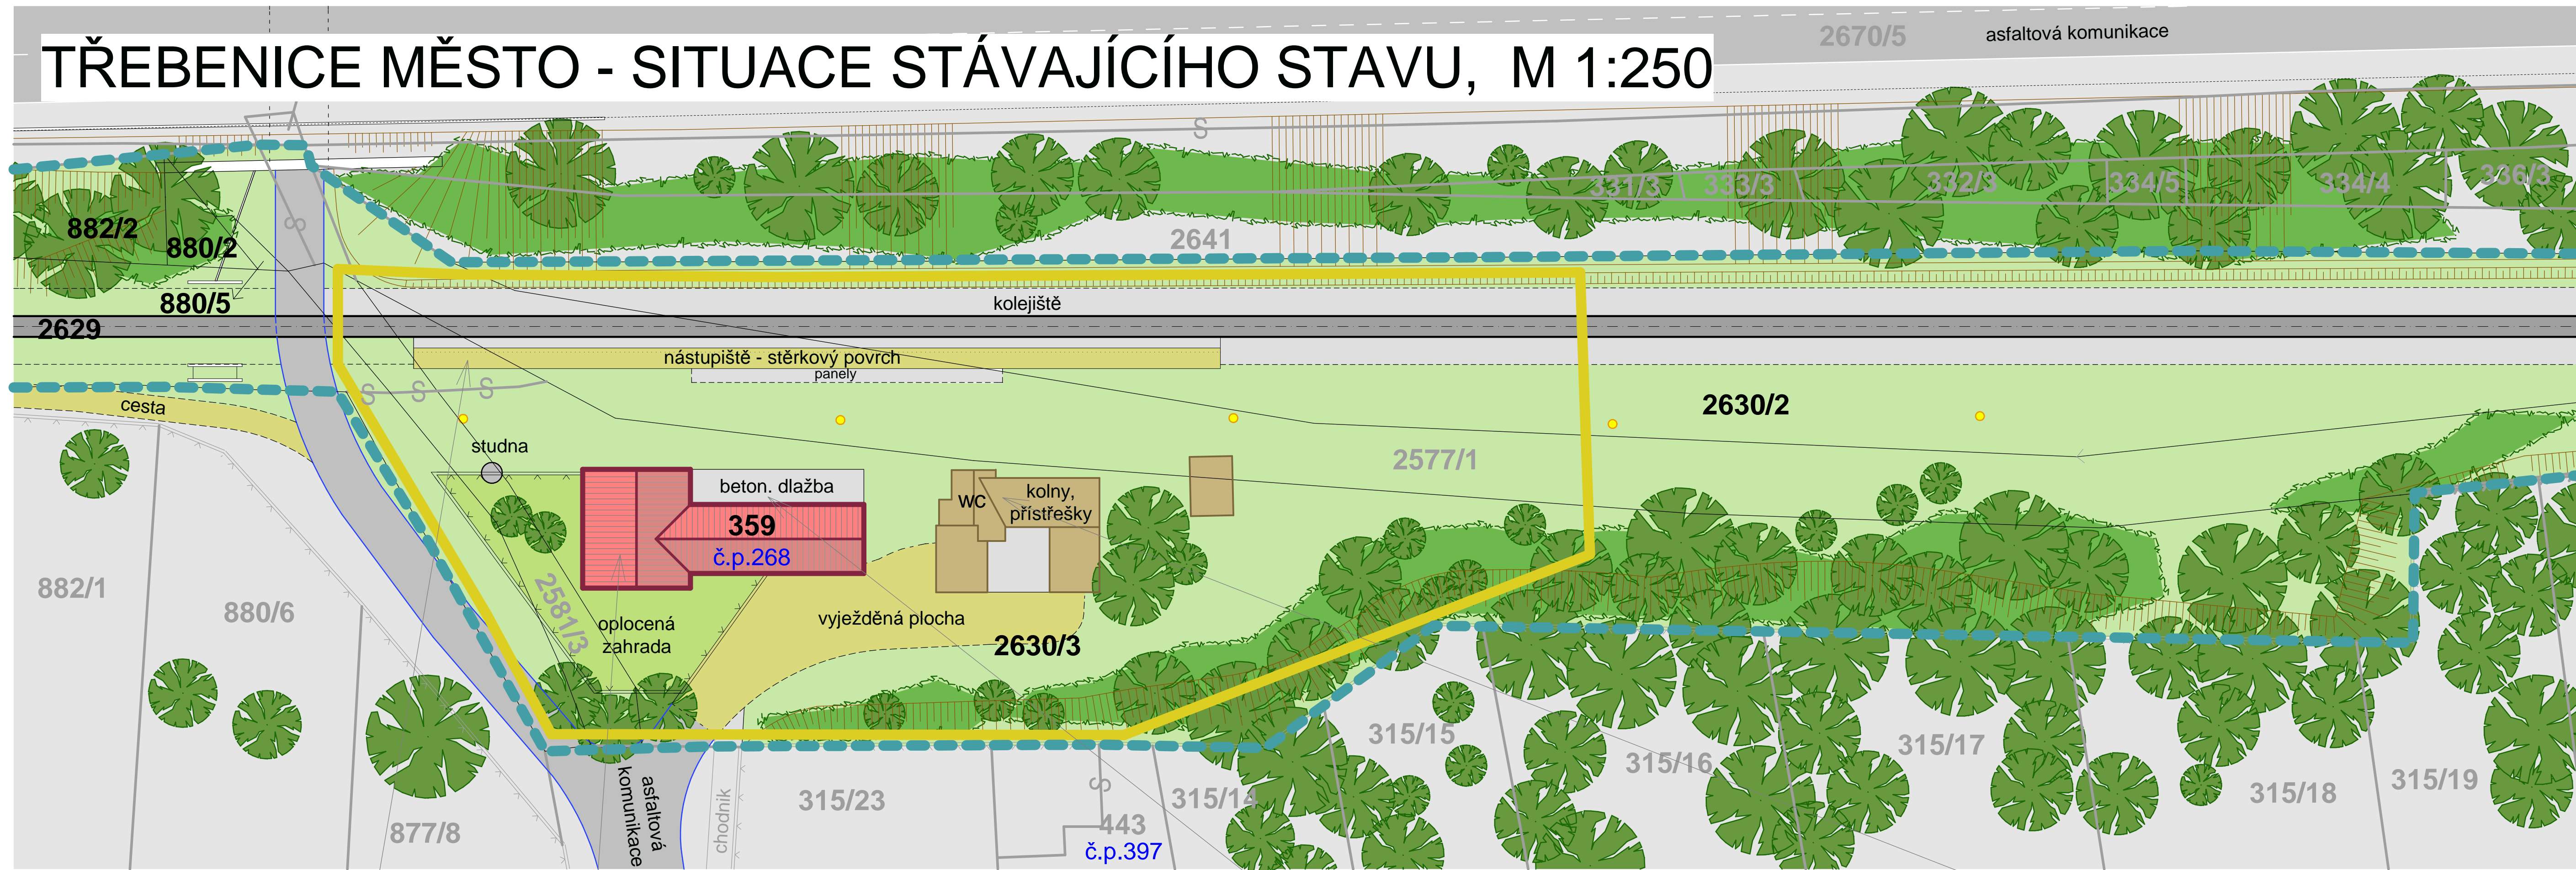 2670/5
asfaltová komunikace
TŘEBENICE MĚSTO - SITUACE STÁVAJÍCÍHO STAVU, M 1:250
S
331/3
333/3
332/3
334/5
334/4
336/3
882/2
880/2
S
2641
880/5
kolejiště
2629
nástupiště - stěrkový povrch
panely
S
S
S
cesta
2630/2
studna
2577/1
beton. dlažba
WC
kolny,
přístřešky
359
č.p.268
882/1
880/6
2581/3
oplocená
zahrada
vyježděná plocha
2630/3
315/15
315/16
315/17
315/18
315/19
877/8
asfaltová
komunikace
chodnik
315/23
S
315/14
443
č.p.397